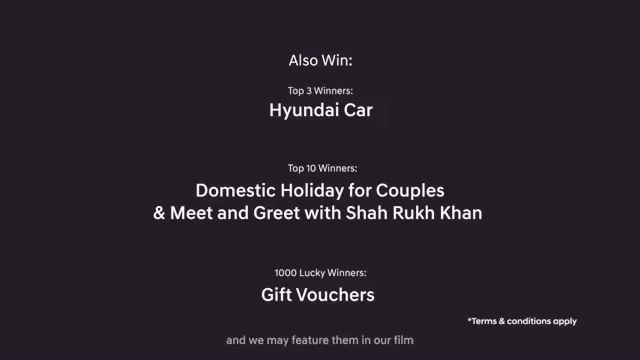 Also Win:
Top 3 Winners:
Hyundai Car
Top 10 Winners:
Domestic Holiday for Couples
& Meet and Greet with Shah Rukh Khan
1000 Lucky Winners:
Gift Vouchers
*Terms & conditions apply
and we may feature them in our film